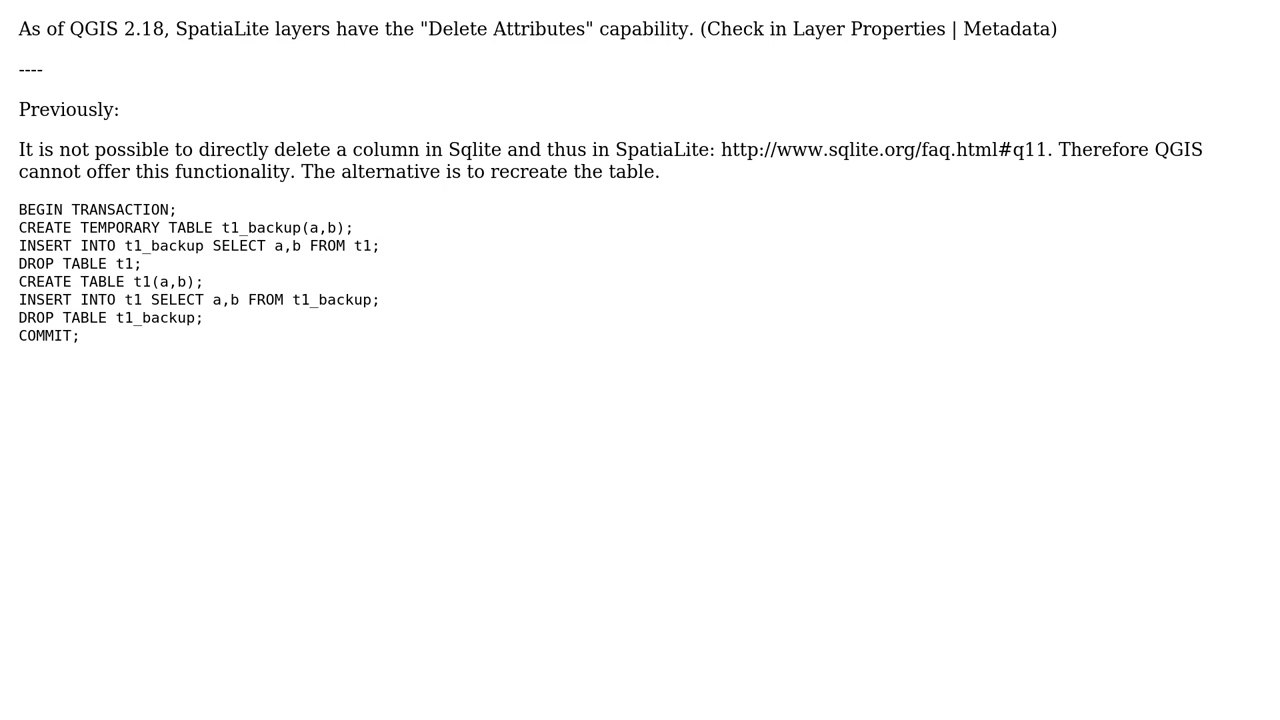 As of QGIS 2.18, SpatiaLite layers have the "Delete Attributes" capability. (Check in Layer Properties | Metadata)
----
Previously:
It is not possible to directly delete a column in Sqlite and thus in SpatiaLite: http://www.sqlite.org/faq.html#q11. Therefore QGIS
cannot offer this functionality. The alternative is to recreate the table.
BEGIN TRANSACTION;
CREATE TEMPORARY TABLE t1_backup(a,b);
INSERT INTO t1_backup SELECT a,b FROM t1;
DROP TABLE t1;
CREATE TABLE t1(a,b);
INSERT INTO t1 SELECT a,b FROM t1_backup;
DROP TABLE t1_backup;
COMMIT;